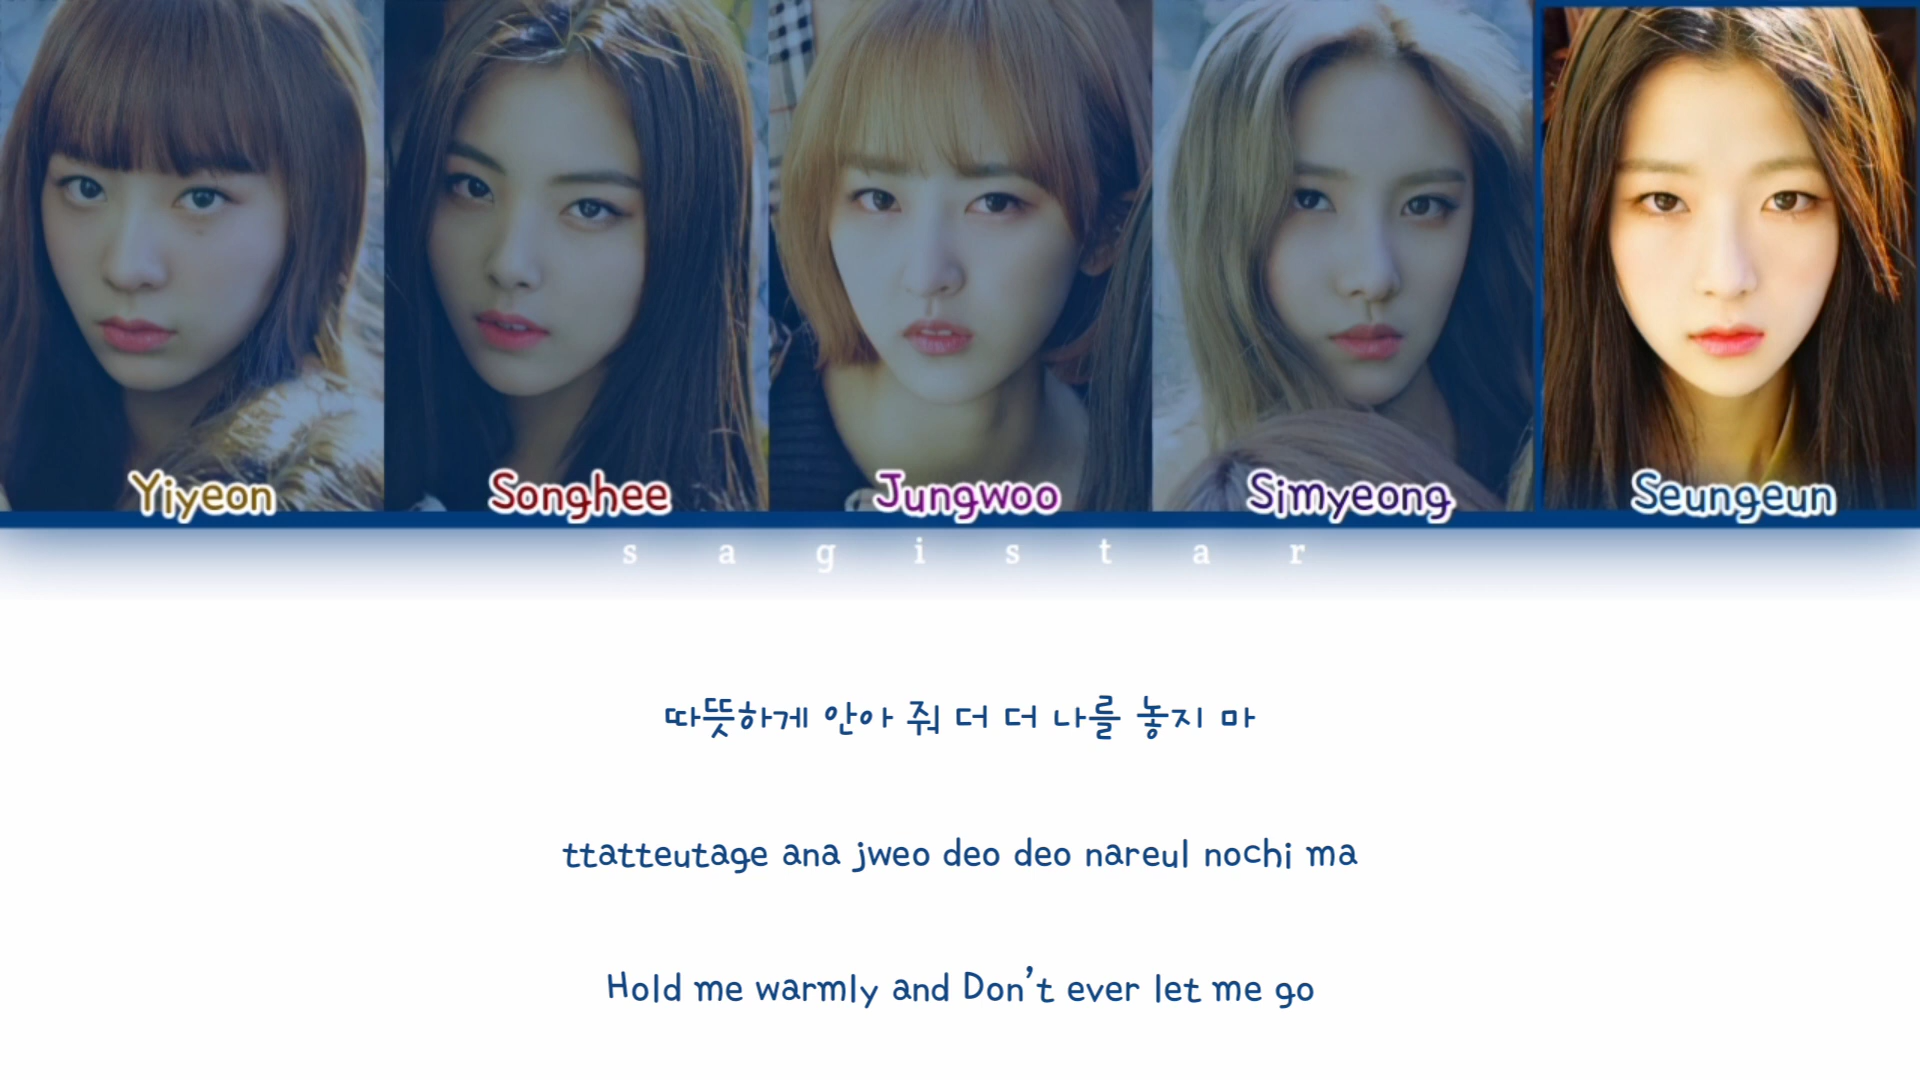 Yiyeon
Songhee
Jungwoo
Simyeong
Seungeun
s a g i s t a r
따뜻하게 안아 줘 더 더 나를 놓지 마
ttatteutage ana jweo deo deo nareul nochi ma
Hold me warmly and Don't ever let me go